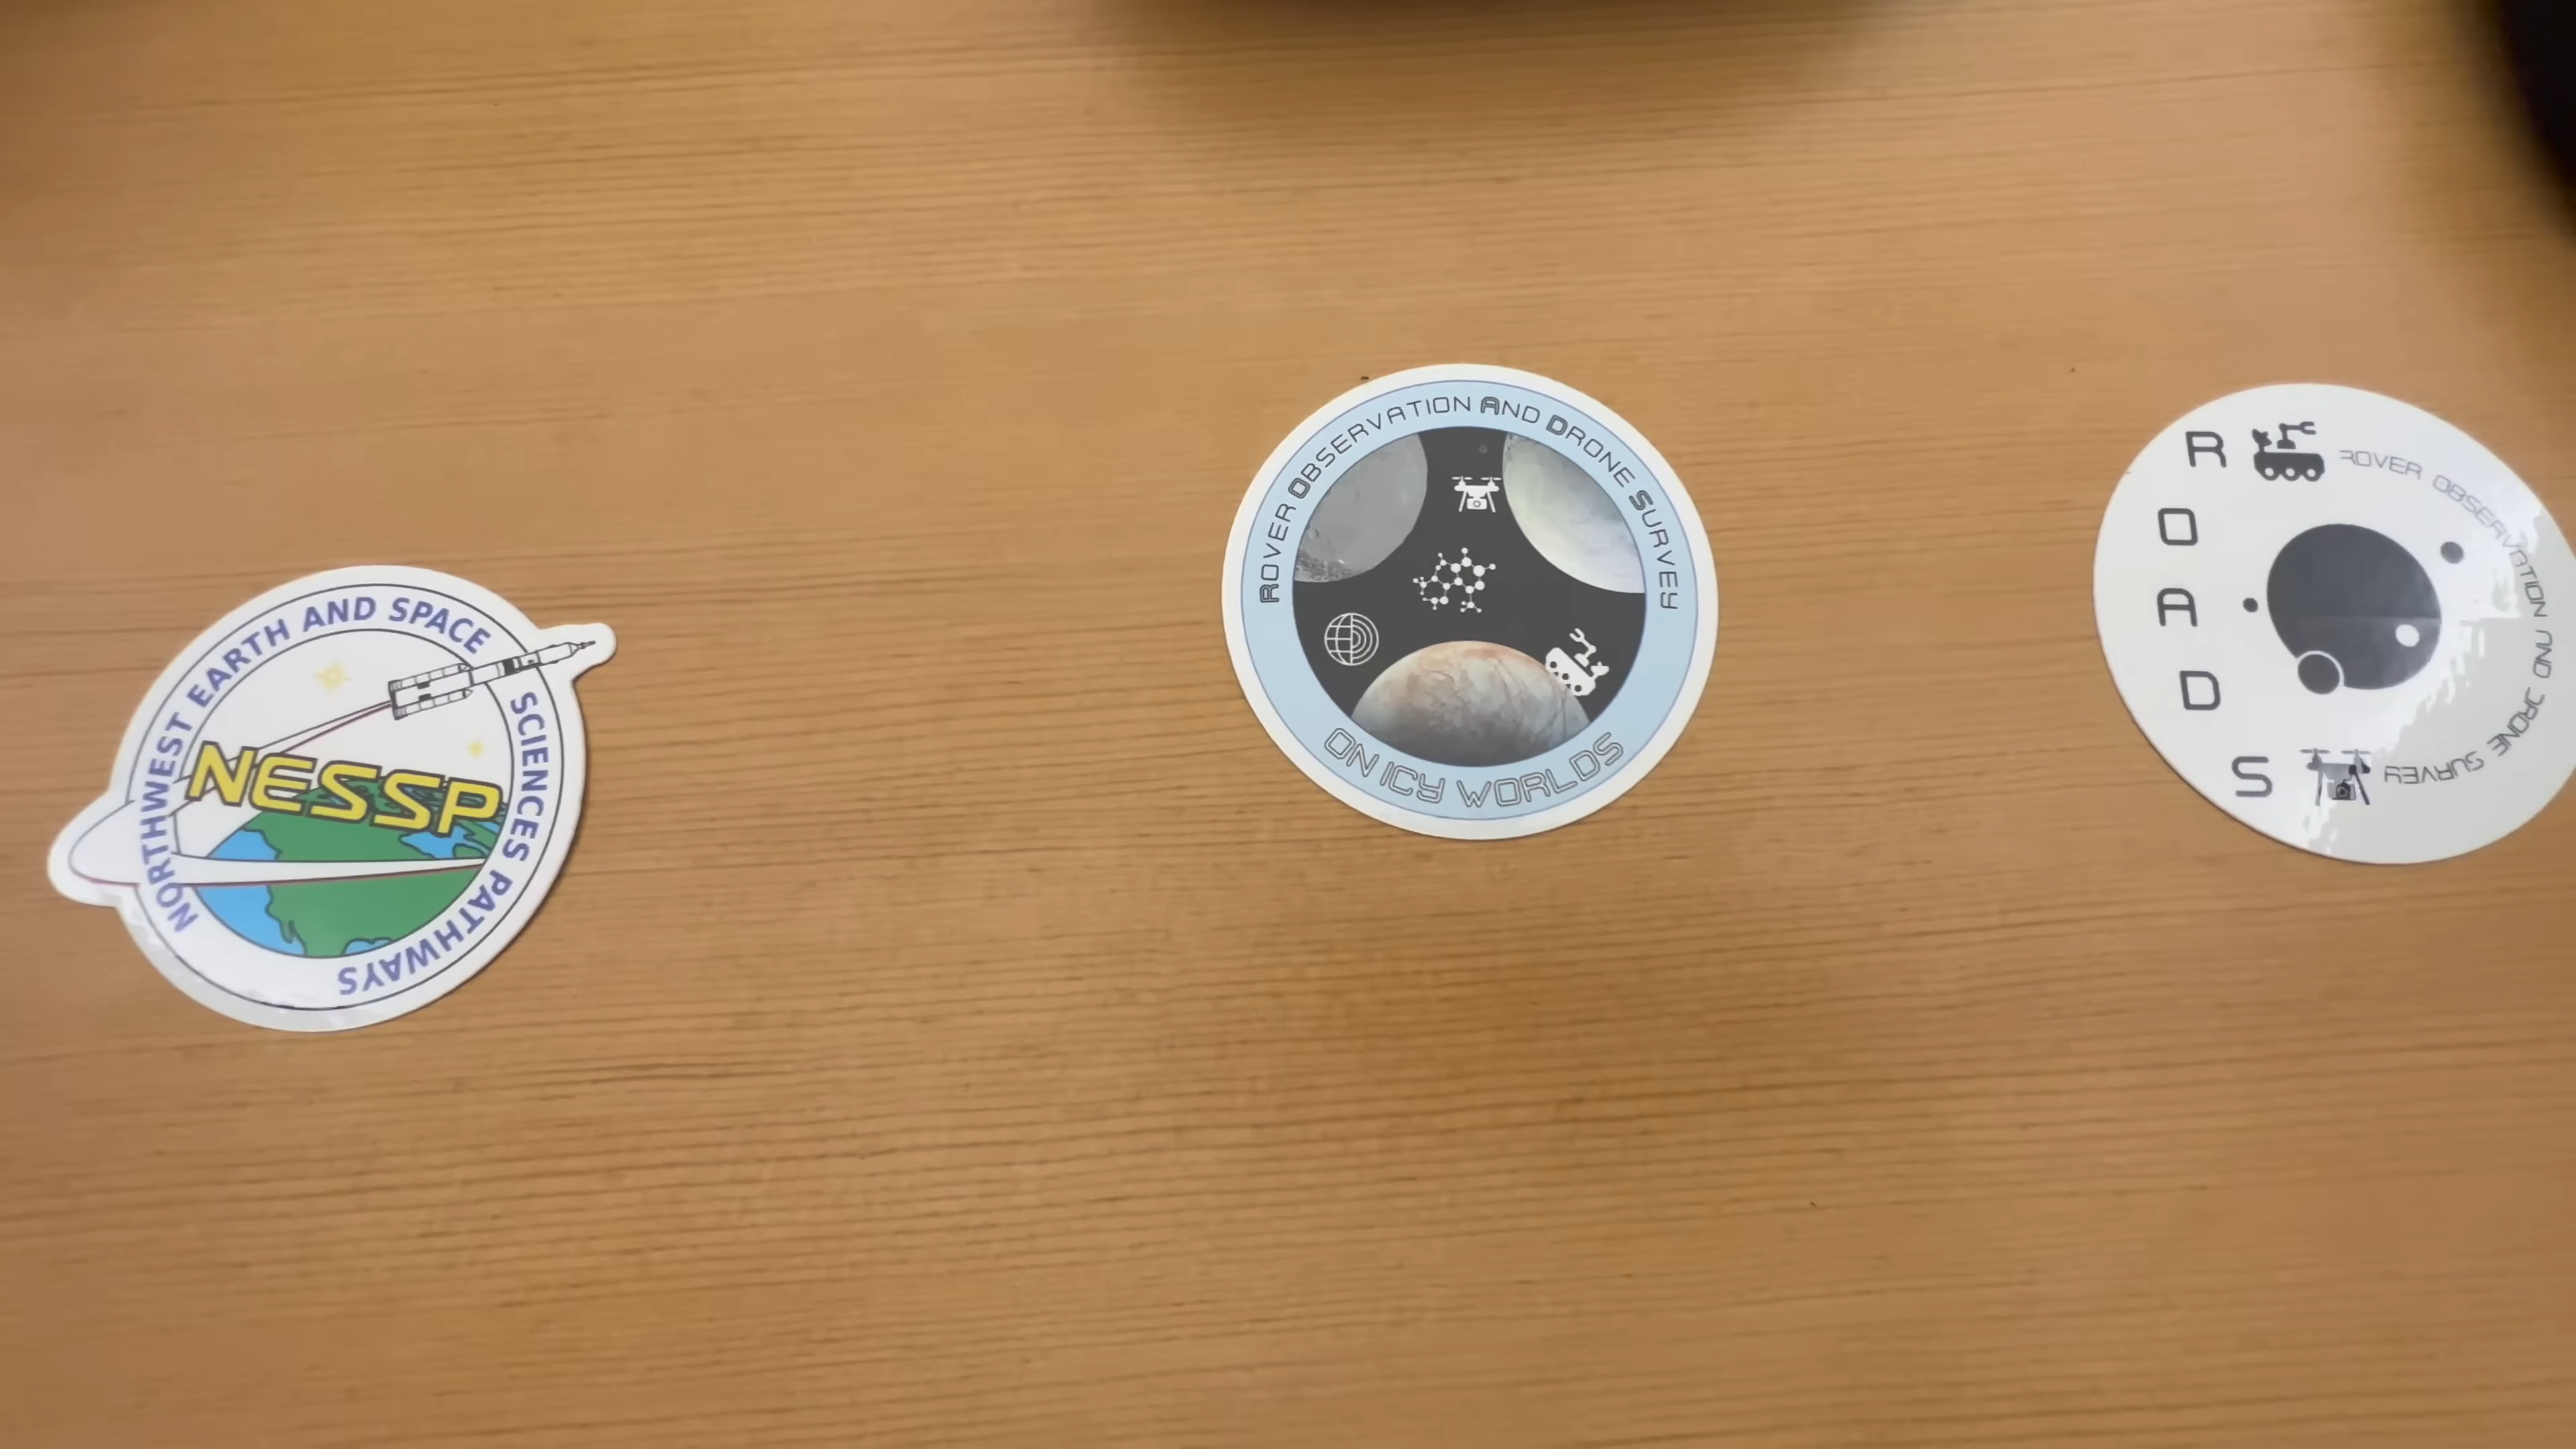 NORTHWEST EARTH AND SPACE SCIENCES PATHWAYS
NESSP
ROVER OBSERVATION AND DRONE SURVEY
ON ICY WORLDS
R
O
A
D
S
ROVER OBSERVATION AND DRONE SURVEY